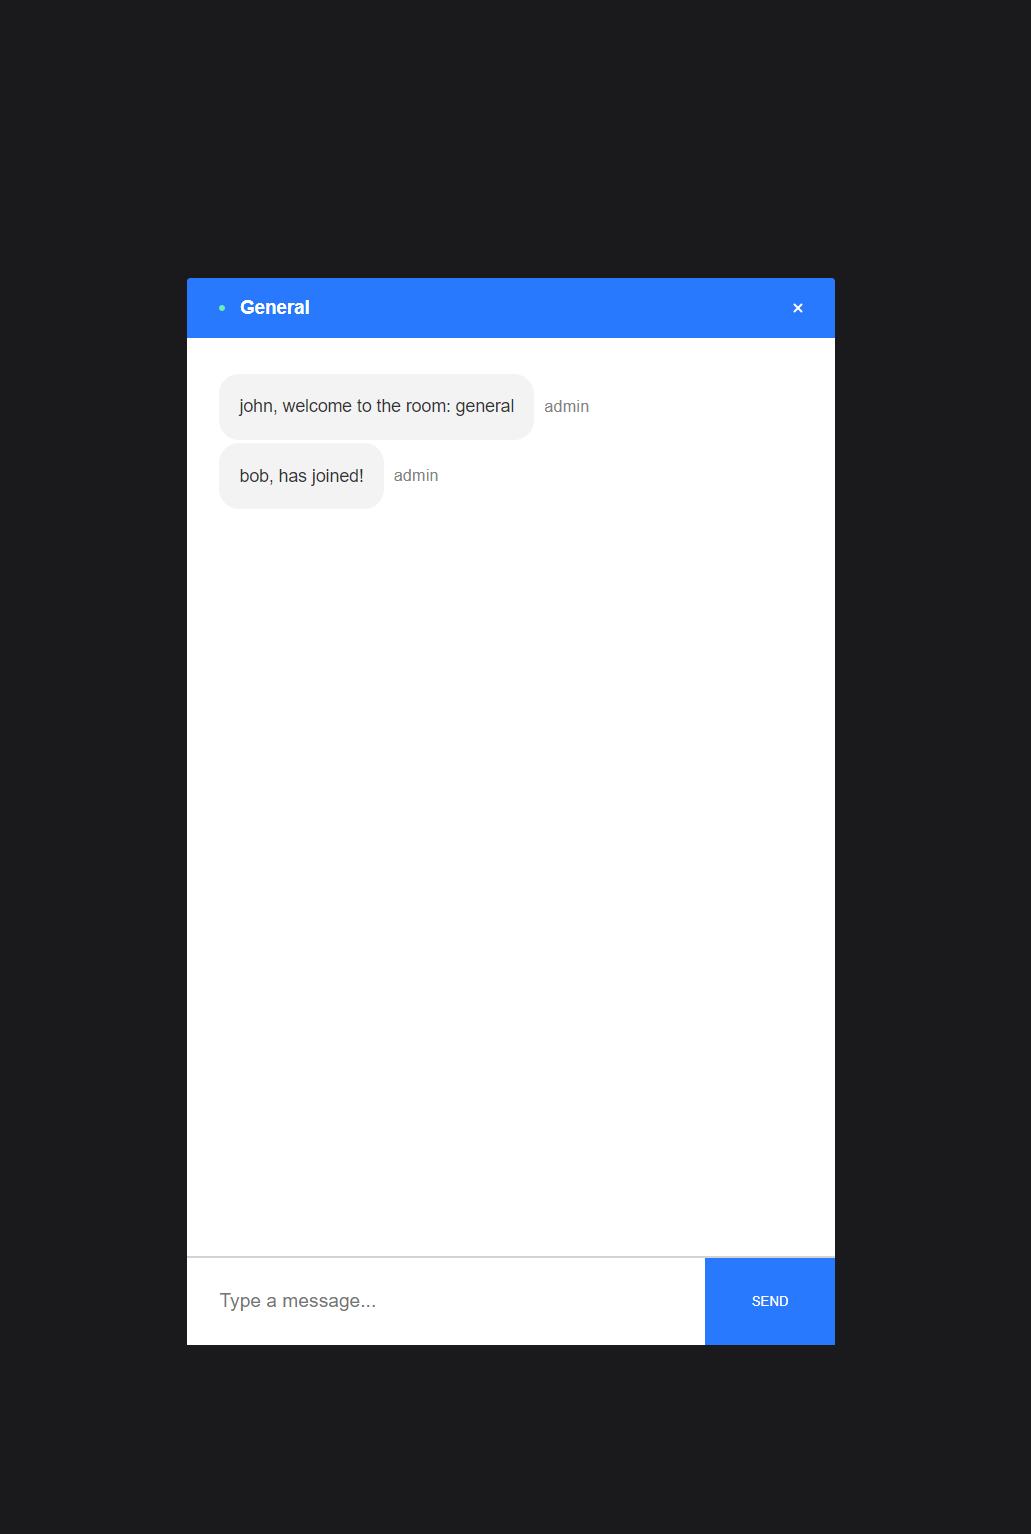 General ×
john, welcome to the room: general admin
bob, has joined! admin
Type a message...
SEND